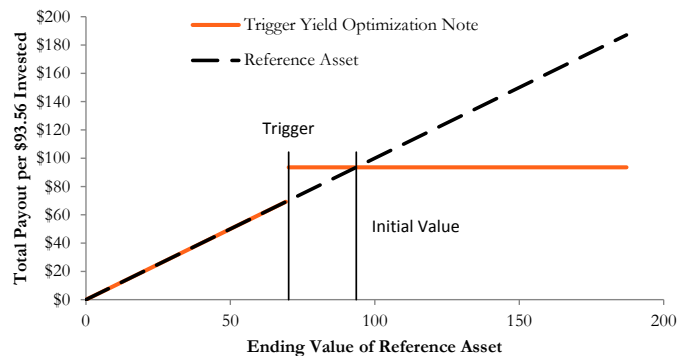 Total Payout per $93.56 Invested
$200
$180
$160
$140
$120
$100
$80
$60
$40
$20
$0
Trigger Yield Optimization Note
Reference Asset
Trigger
Initial Value
0
50
100
150
200
Ending Value of Reference Asset